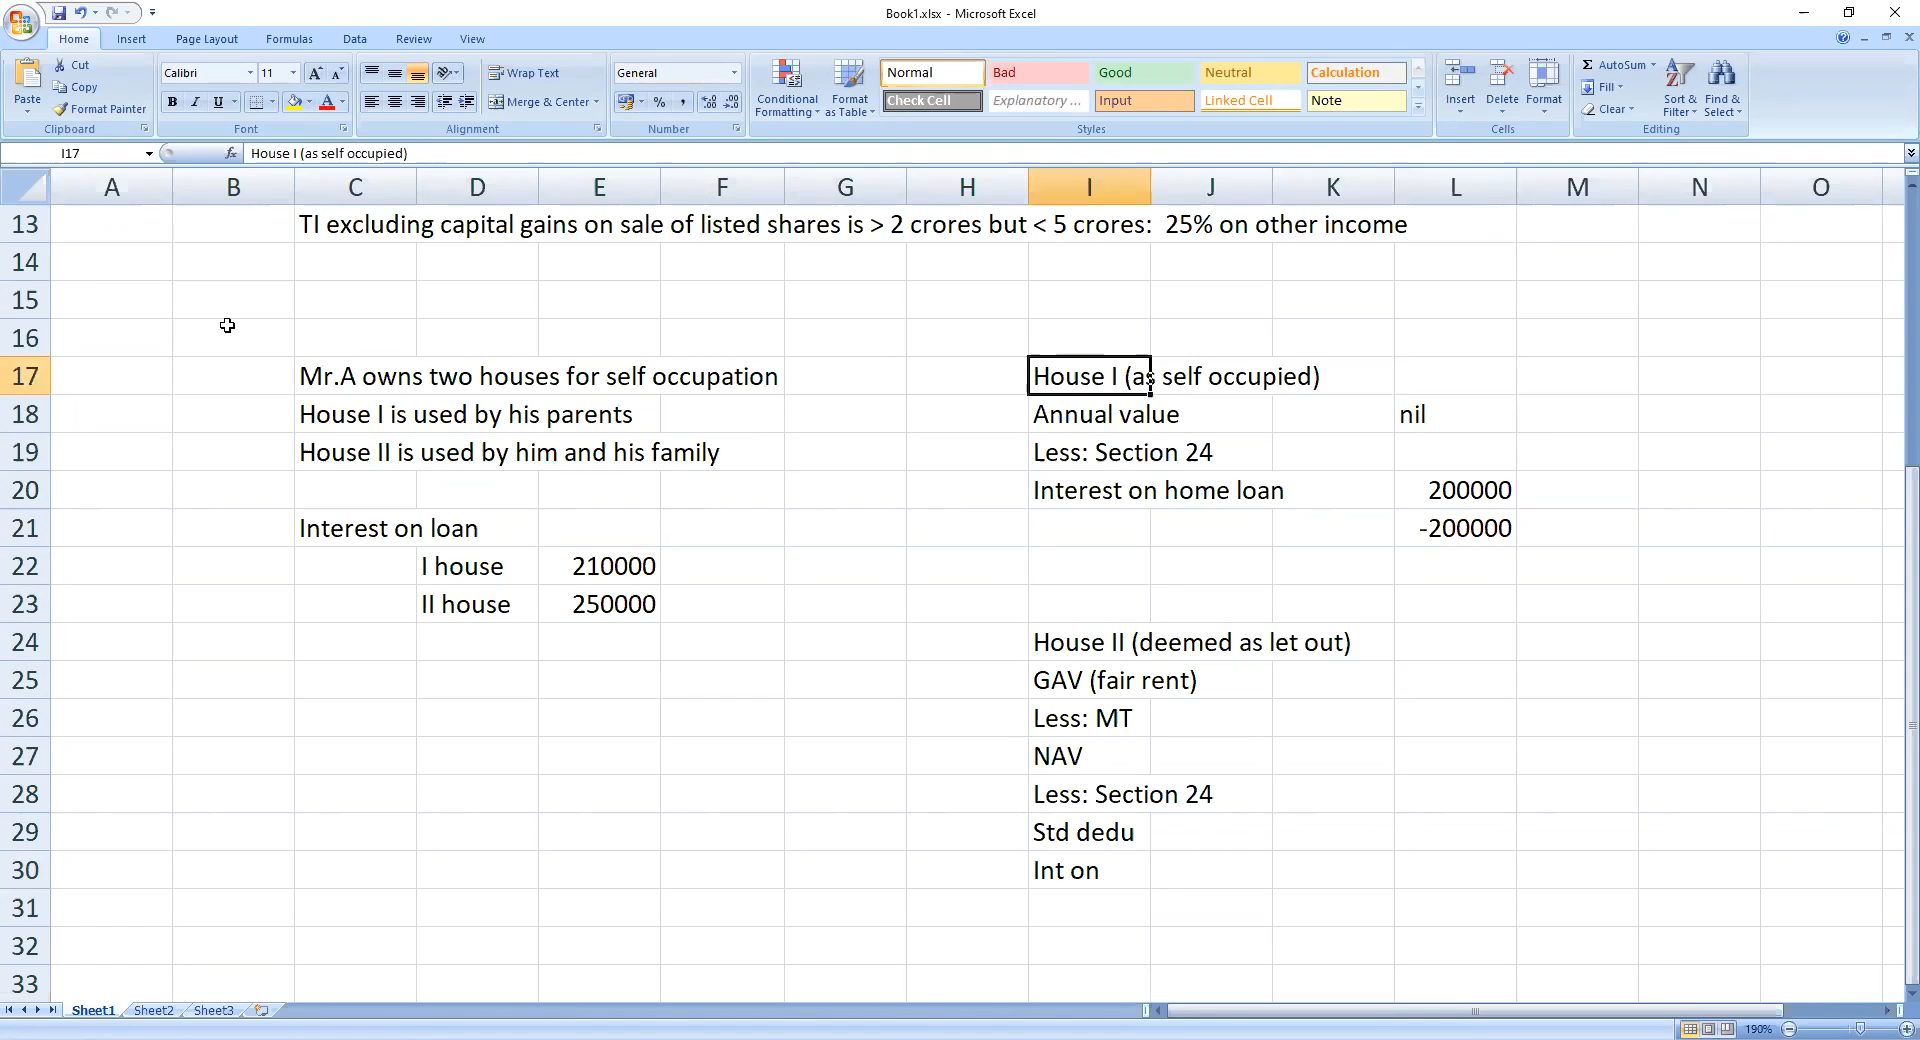 Book1.xlsx - Microsoft Excel
Home Insert Page Layout Formulas Data Review View
Paste
Cut
Copy
Format Painter
Clipboard
Calibri 11
B I U
Font
Wrap Text
Merge & Center
Alignment
General
Number
Conditional Formatting
Format as Table
Normal Bad Good Neutral Calculation
Check Cell Explanatory ... Input Linked Cell Note
Styles
Insert Delete Format
Cells
Σ AutoSum
Fill
Clear
Sort & Filter
Find & Select
Editing
I17 fx House I (as self occupied)
A B C D E F G H I J K L M N O
13 TI excluding capital gains on sale of listed shares is > 2 crores but < 5 crores: 25% on other income
14
15
16
17 Mr.A owns two houses for self occupation House I (as self occupied)
18 House I is used by his parents Annual value nil
19 House II is used by him and his family Less: Section 24
20 Interest on home loan 200000
21 Interest on loan -200000
22 I house 210000
23 II house 250000
24 House II (deemed as let out)
25 GAV (fair rent)
26 Less: MT
27 NAV
28 Less: Section 24
29 Std dedu
30 Int on
31
32
33
Sheet1 Sheet2 Sheet3
190%